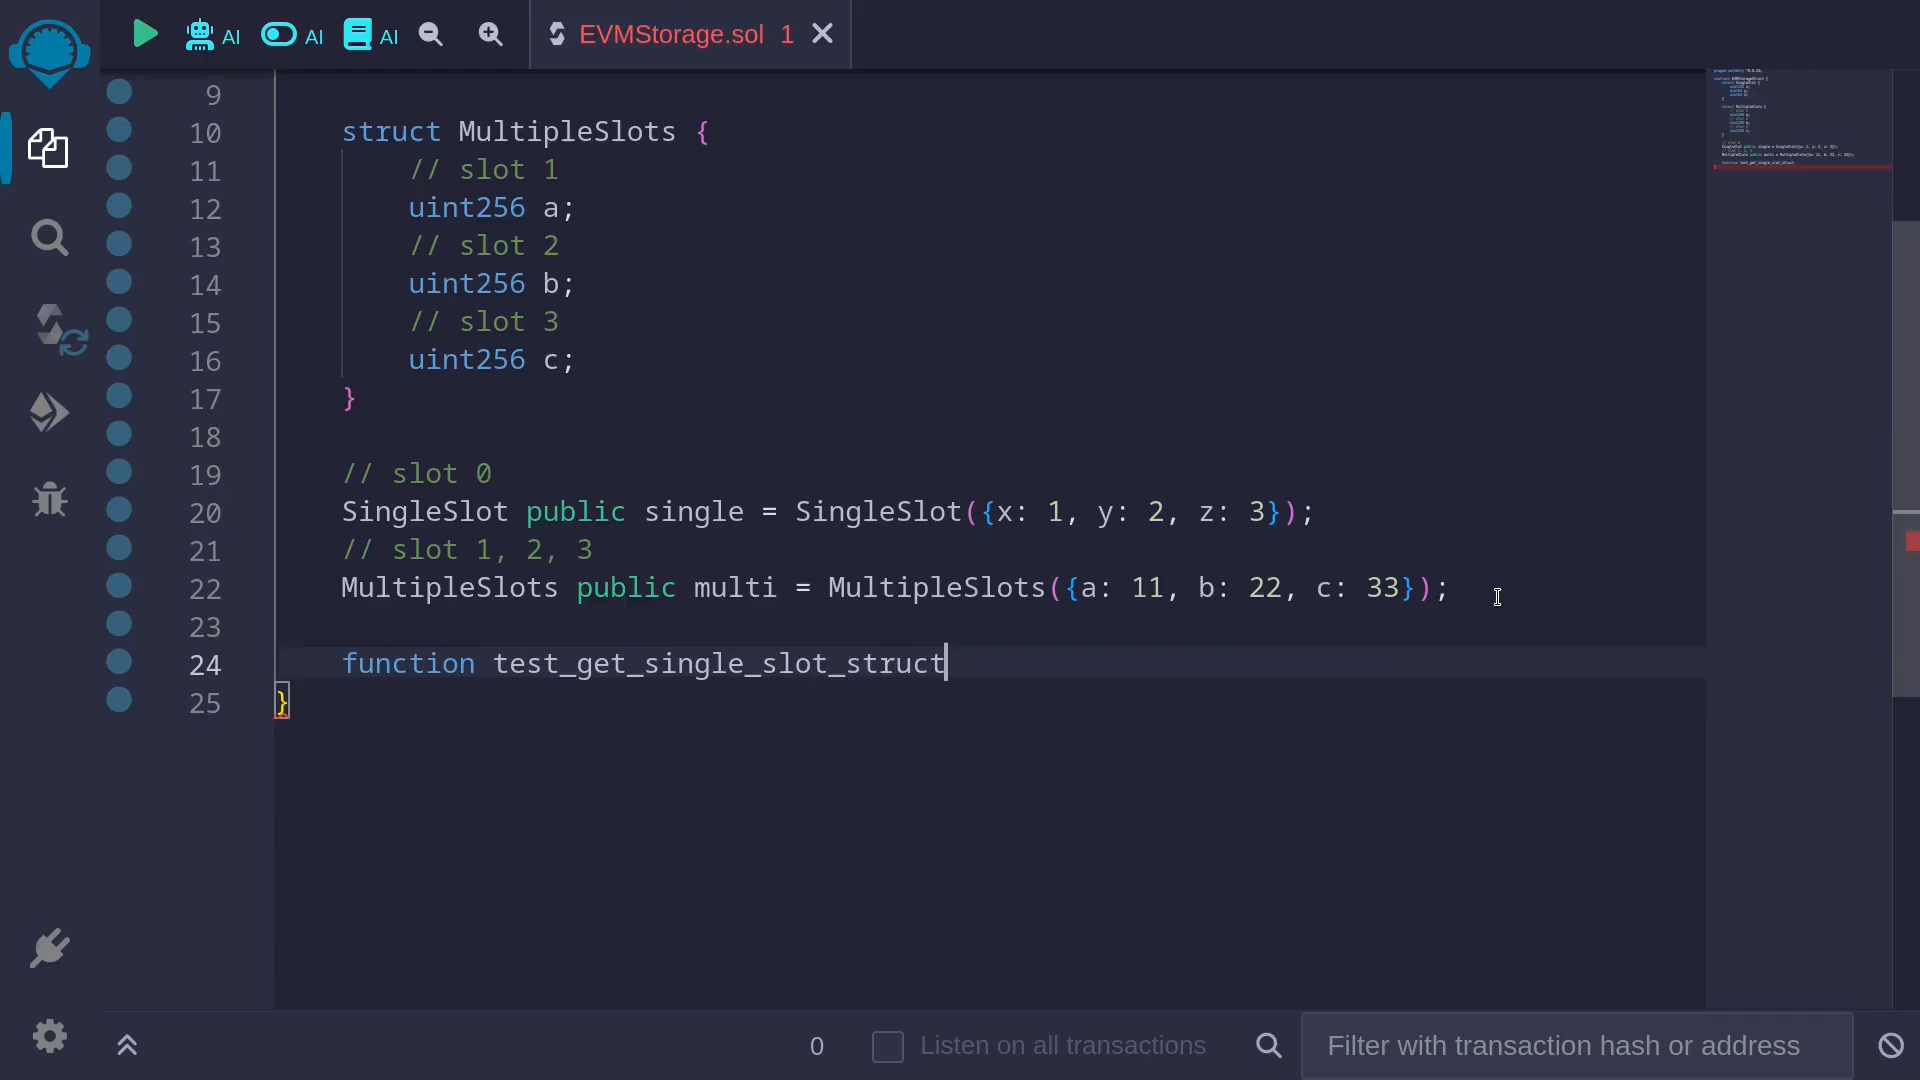 AI AI AI EVMStorage.sol 1
9
10 struct MultipleSlots {
11 // slot 1
12 uint256 a;
13 // slot 2
14 uint256 b;
15 // slot 3
16 uint256 c;
17 }
18
19 // slot 0
20 SingleSlot public single = SingleSlot({x: 1, y: 2, z: 3});
21 // slot 1, 2, 3
22 MultipleSlots public multi = MultipleSlots({a: 11, b: 22, c: 33});
23
24 function test_get_single_slot_struct
25 }
0 Listen on all transactions Filter with transaction hash or address